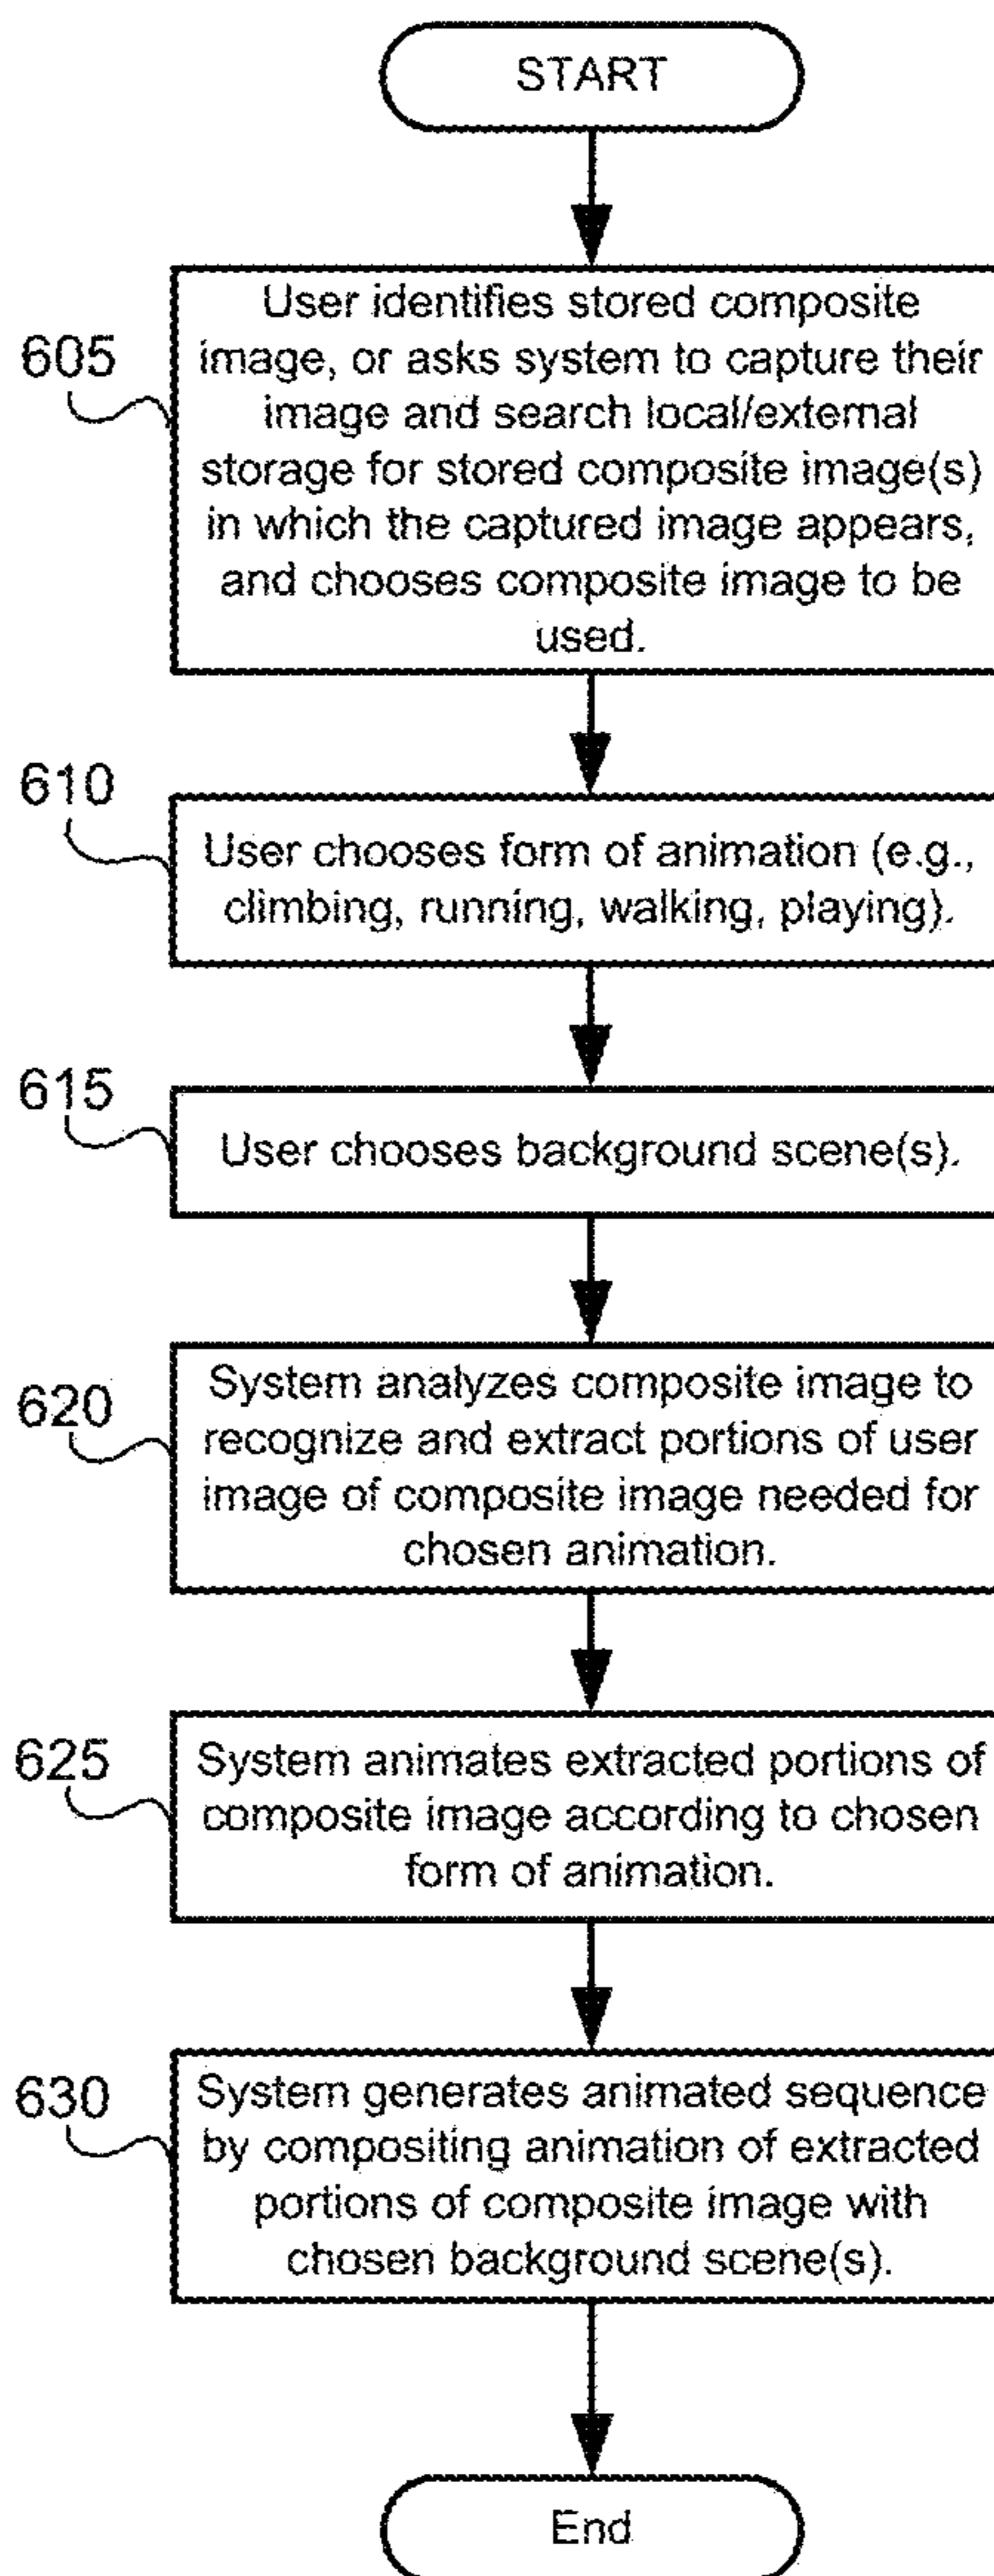 START
605
User identifies stored composite
image, or asks system to capture their
image and search local/external
storage for stored composite image(s)
in which the captured image appears,
and chooses composite image to be
used.
610
User chooses form of animation (e.g.,
climbing, running, walking, playing).
615
User chooses background scene(s).
620
System analyzes composite image to
recognize and extract portions of user
image of composite image needed for
chosen animation.
625
System animates extracted portions of
composite image according to chosen
form of animation.
630
System generates animated sequence
by compositing animation of extracted
portions of composite image with
chosen background scene(s).
End